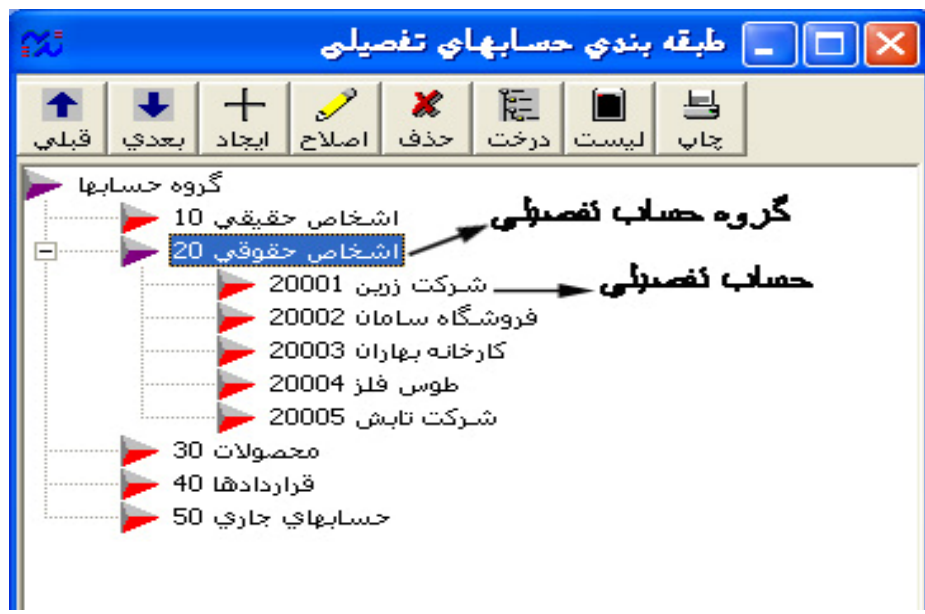 طبقه بندي حسابهاي تفصيلي
قبلي بعدي ايجاد اصلاح حذف درخت ليست چاپ
گروه حسابها
10 اشخاص حقيقي
20 اشخاص حقوقي
گروه حساب تفصیلی
20001 شركت زرين
حساب تفصیلی
20002 فروشگاه سامان
20003 كارخانه بهاران
20004 طوس فلز
20005 شركت تابش
30 محصولات
40 قراردادها
50 حسابهاي جاري